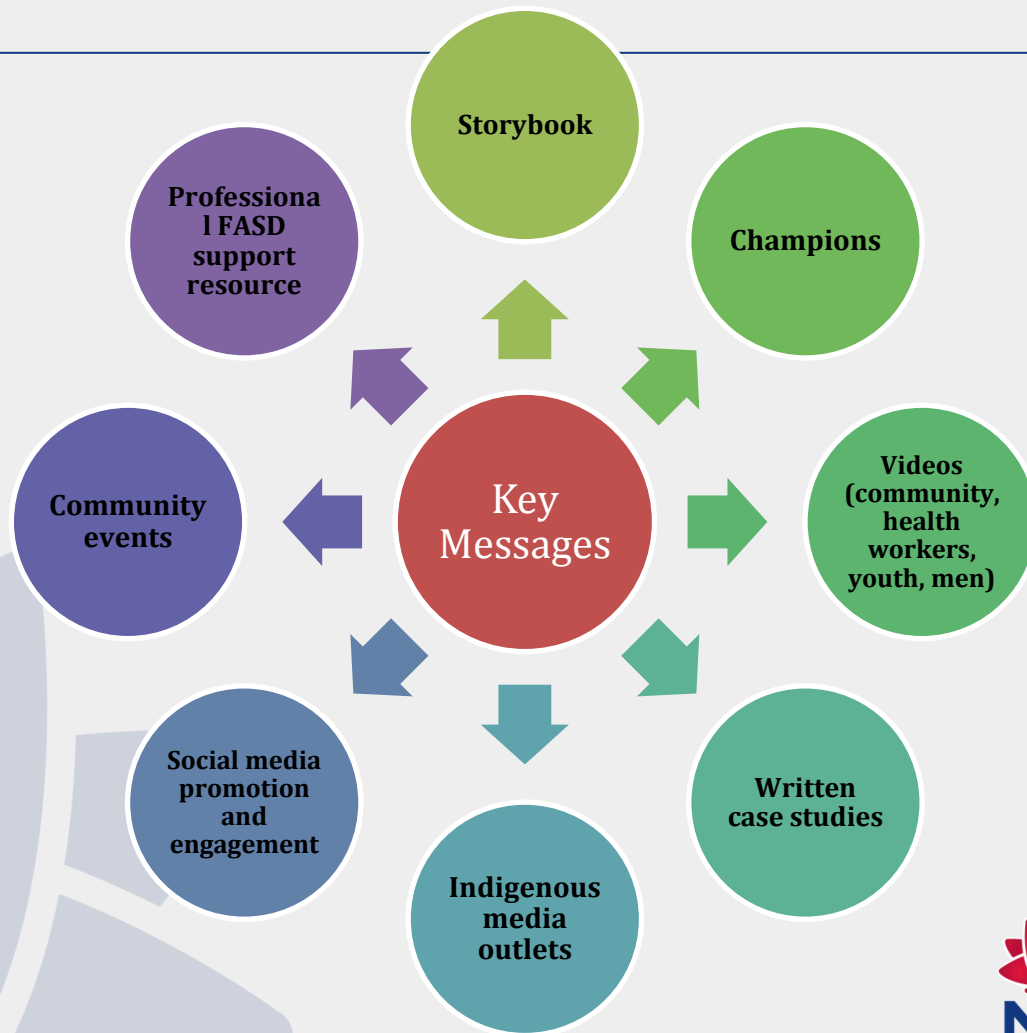 Storybook
Professiona
l FASD
support
resource
Champions
Key
Messages
Community
events
Videos
(community,
health
workers,
youth, men)
Social media
promotion
and
engagement
Written
case studies
Indigenous
media
outlets